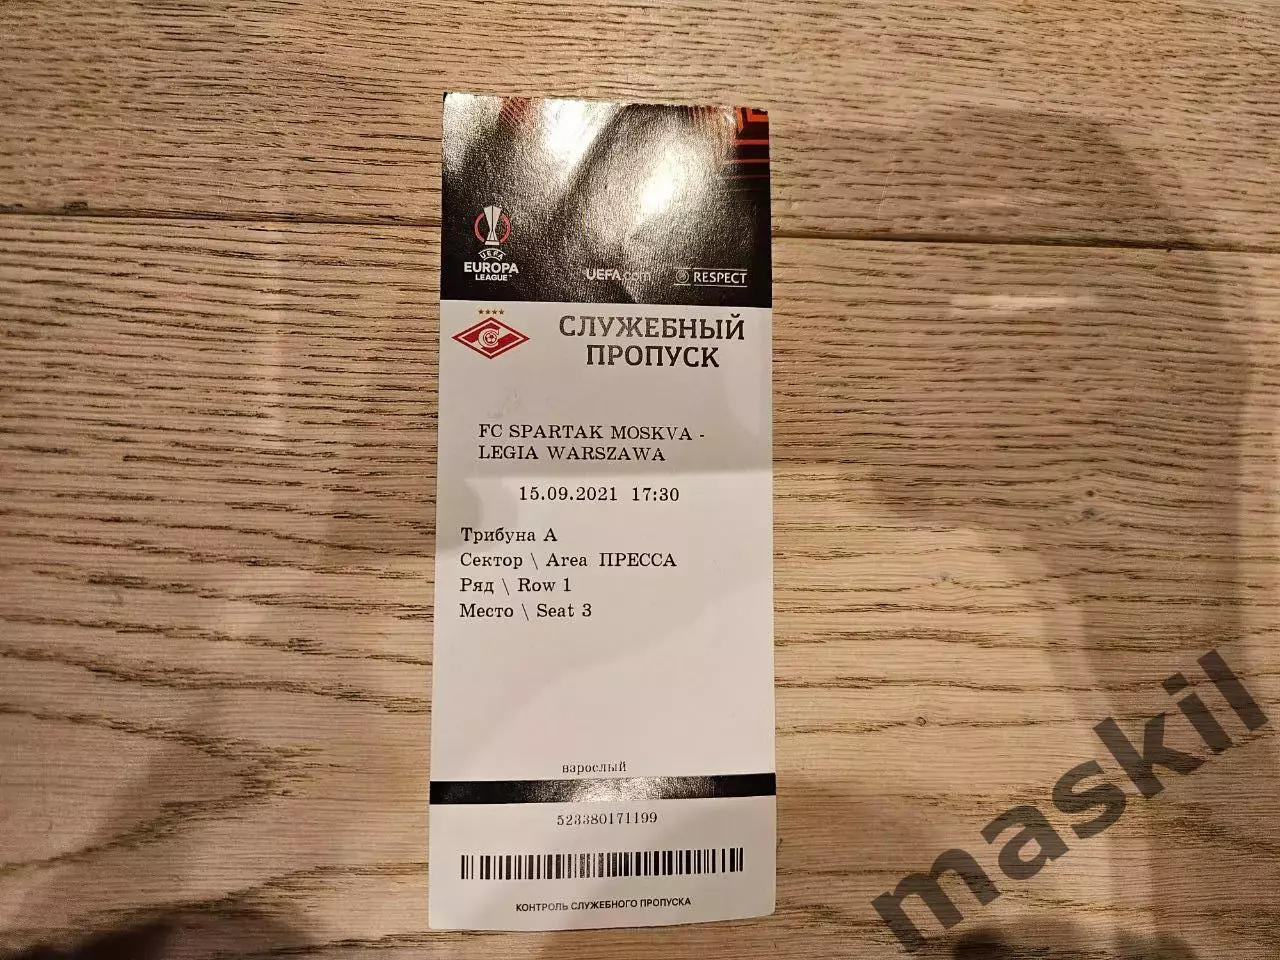 UEFA
EUROPA
LEAGUE™
UEFA.com
RESPECT
СЛУЖЕБНЫЙ
ПРОПУСК
FC SPARTAK MOSKVA -
LEGIA WARSZAWA
15.09.2021 17:30
Трибуна А
Сектор \ Area ПРЕССА
Ряд \ Row 1
Место \ Seat 3
взрослый
523380171199
КОНТРОЛЬ СЛУЖЕБНОГО ПРОПУСКА
maskil